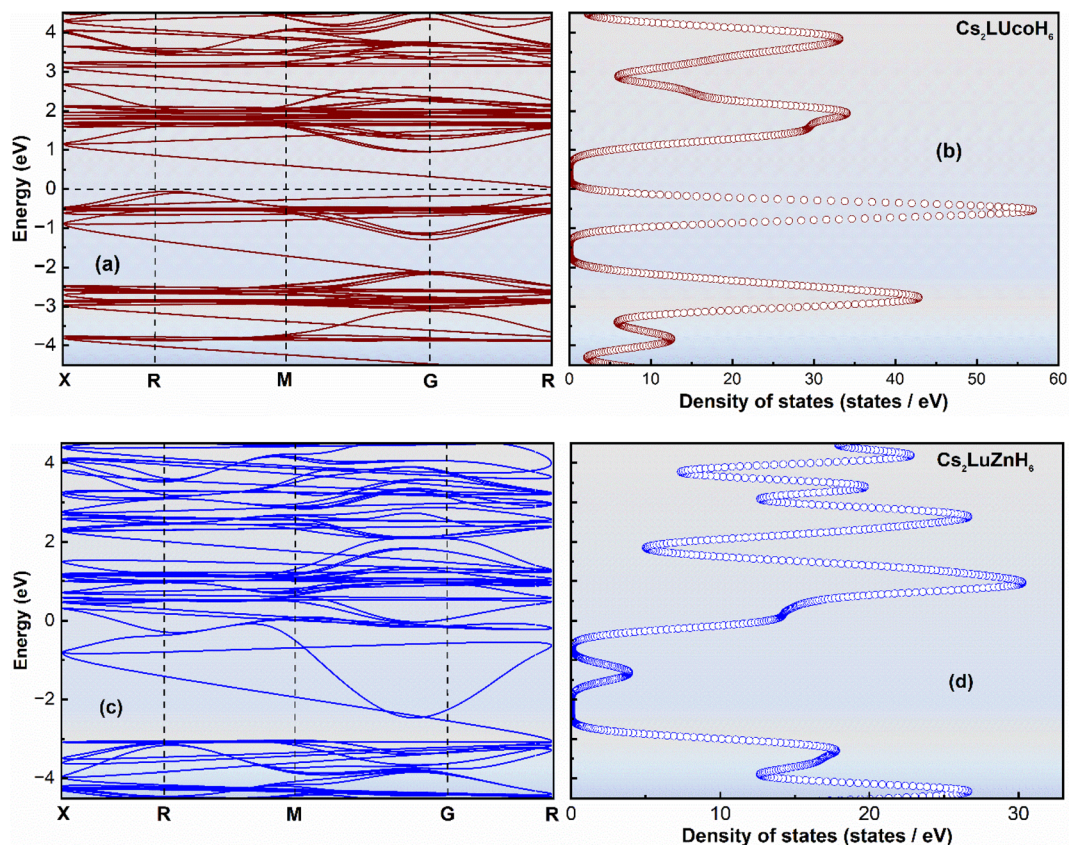 4
3
2
1
0
−1
−2
−3
−4
Energy (eV)
(a)
X R M G R
Cs₂LUcoH₆
(b)
0 10 20 30 40 50 60
Density of states (states / eV)
4
2
0
−2
−4
Energy (eV)
(c)
X R M G R
Cs₂LuZnH₆
(d)
0 10 20 30
Density of states (states / eV)